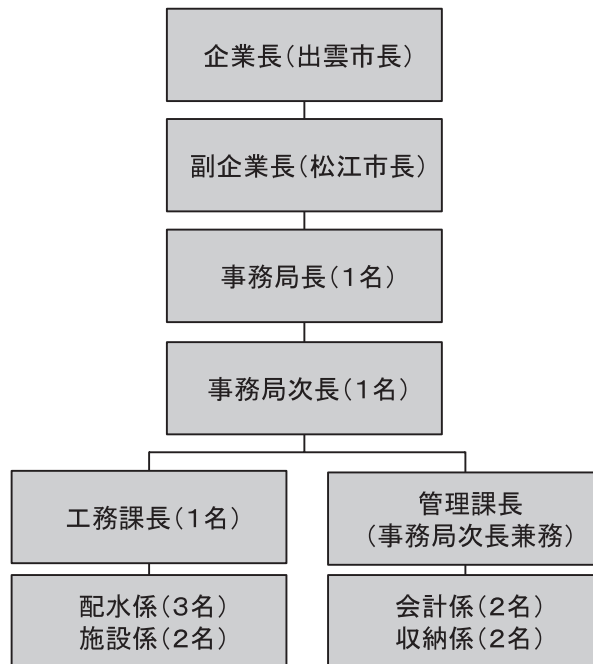 企業長(出雲市長)
副企業長(松江市長)
事務局長(1名)
事務局次長(1名)
工務課長(1名)
管理課長
(事務局次長兼務)
配水係(3名)
施設係(2名)
会計係(2名)
収納係(2名)